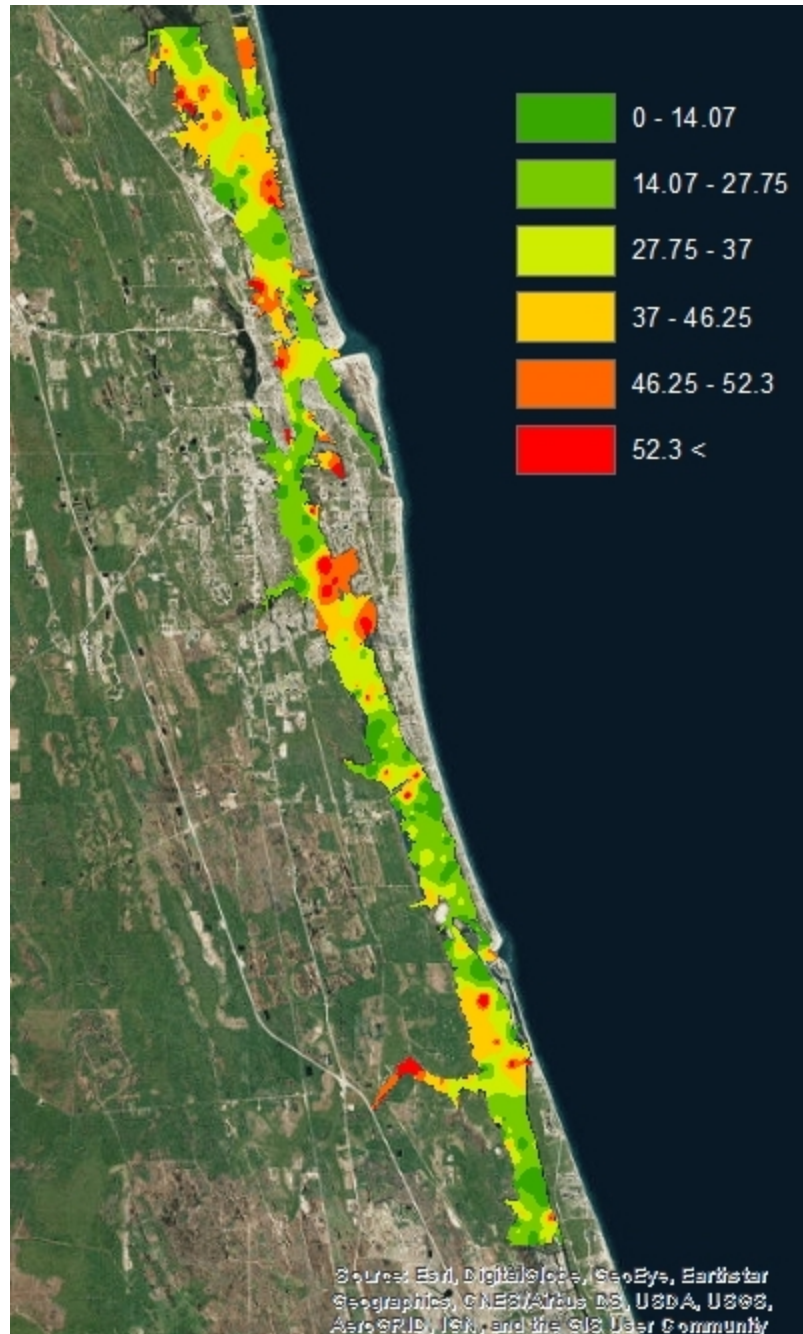 0 - 14.07
14.07 - 27.75
27.75 - 37
37 - 46.25
46.25 - 52.3
52.3 <
Source: Esri, DigitalGlobe, GeoEye, Earthstar
Geographics, CNES/Airbus DS, USDA, USGS,
AeroGRID, IGN, and the GIS User Community